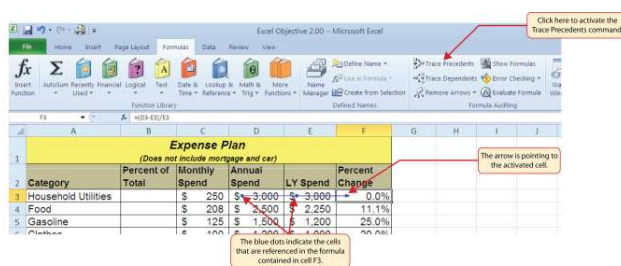 Excel Objective 2.00 - Microsoft Excel
Click here to activate the
Trace Precedents command.
File Home Insert Page Layout Formulas Data Review View
fx Σ
Insert Function AutoSum Recently Used Financial Logical Text Date & Time Lookup & Reference Math & Trig More Functions
Name Manager Define Name Use in Formula Create from Selection
Trace Precedents Trace Dependents Remove Arrows Show Formulas Error Checking Evaluate Formula
Function Library Defined Names Formula Auditing
F3 fx =(D3-E3)/E3
A B C D E F G H I J
1 Expense Plan
(Does not include mortgage and car)
The arrow is pointing to
the activated cell.
Percent of Monthly Annual Percent
2 Category Total Spend Spend LY Spend Change
3 Household Utilities $ 250 $ 3,000 $ 3,000 0.0%
4 Food $ 208 $ 2,500 $ 2,250 11.1%
5 Gasoline $ 125 $ 1,500 $ 1,200 25.0%
The blue dots indicate the cells
that are referenced in the formula
contained in cell F3.